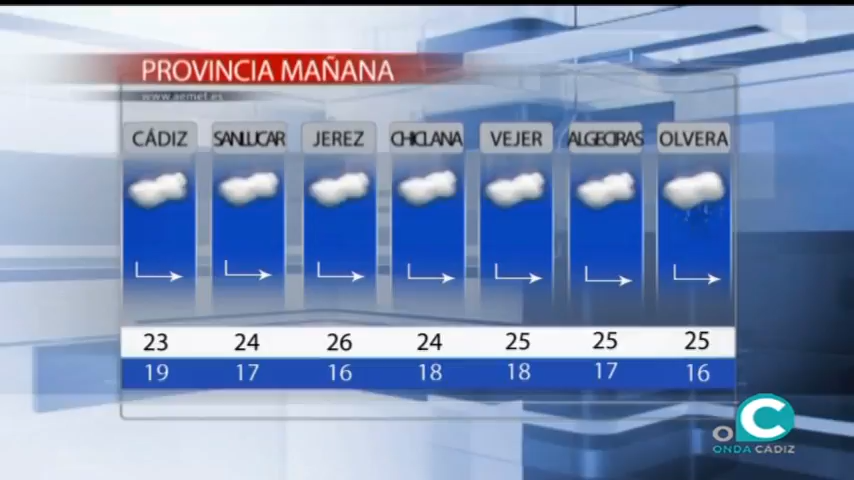 PROVINCIA MAÑANA
www.aemet.es
CÁDIZ SANLUCAR JEREZ CHICLANA VEJER ALGECIRAS OLVERA
23 24 26 24 25 25 25
19 17 16 18 18 17 16
O C
ONDA CÁDIZ